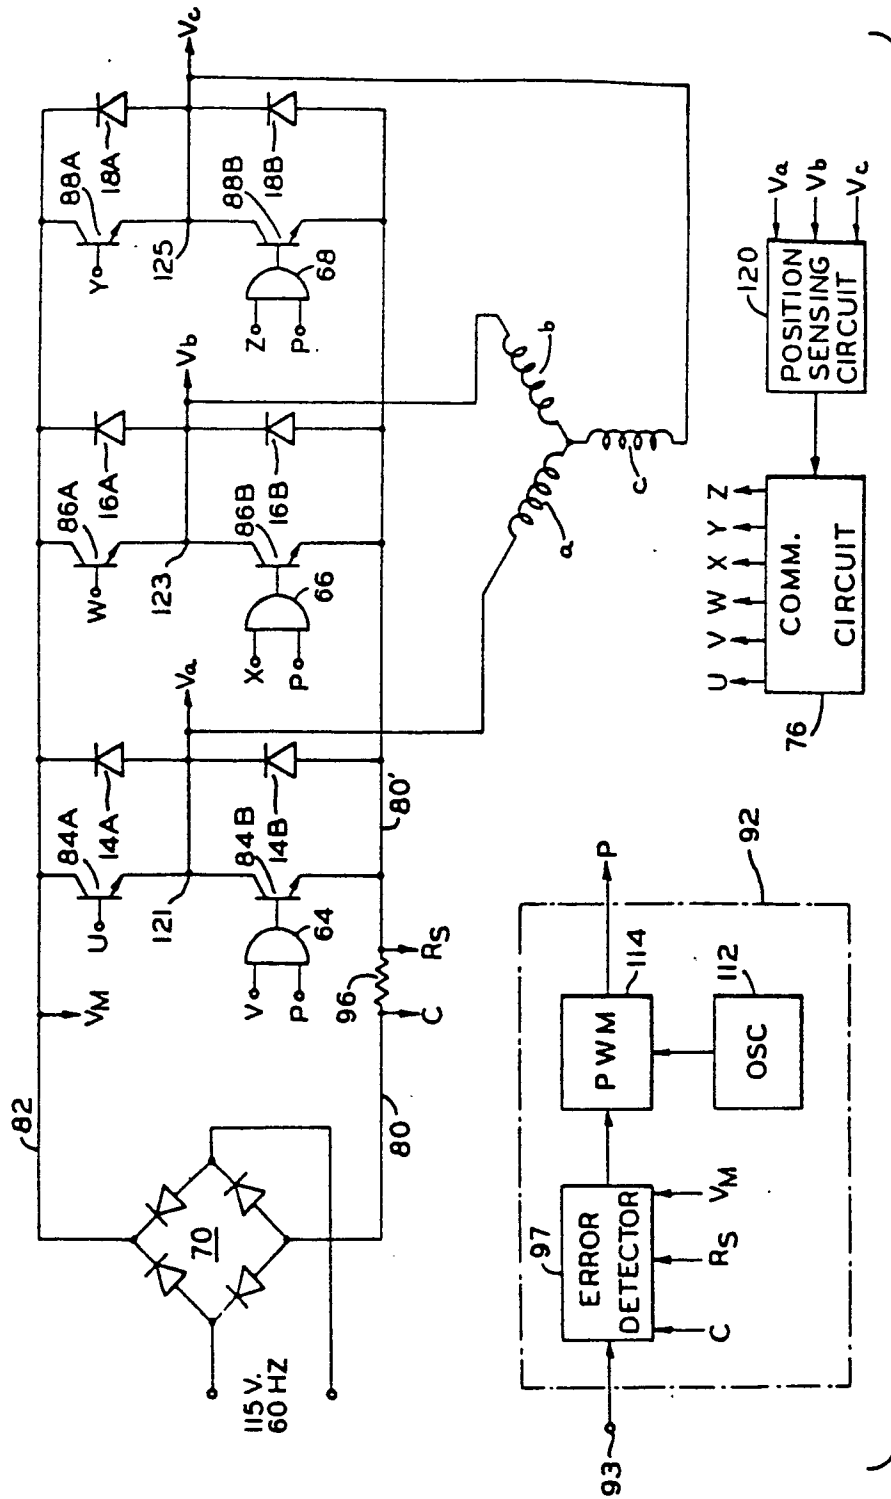 82
VM
84A
U
14A
121
Va
84B
14B
V
P
64
86A
W
16A
123
Vb
86B
16B
X
P
66
88A
Y
18A
125
Vc
88B
18B
Z
P
68
70
115 V.
60 HZ
96
C
RS
80
80'
a
b
c
93
97
ERROR
DETECTOR
C
RS
VM
PWM
114
OSC
112
P
92
U
V
W
X
Y
Z
COMM.
CIRCUIT
76
POSITION
SENSING
CIRCUIT
120
Va
Vb
Vc